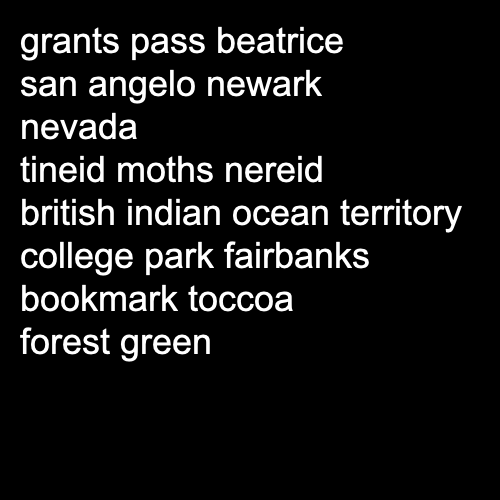 grants pass beatrice
san angelo newark
nevada
tineid moths nereid
british indian ocean territory
college park fairbanks
bookmark toccoa
forest green